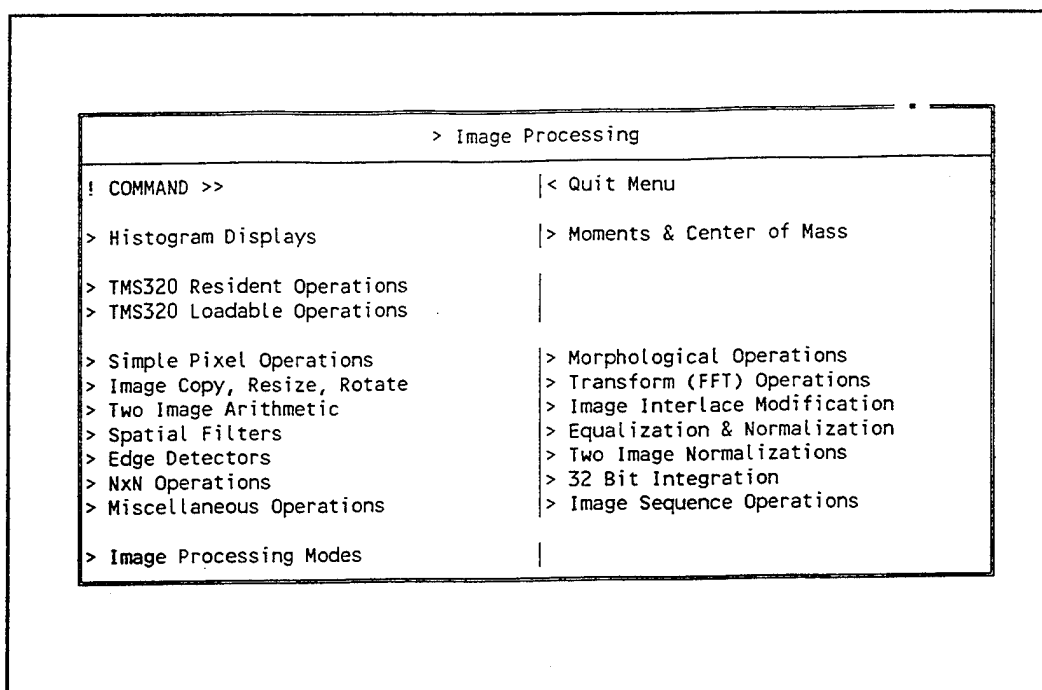 > Image Processing
! COMMAND >> |< Quit Menu
> Histogram Displays |> Moments & Center of Mass
> TMS320 Resident Operations |
> TMS320 Loadable Operations |
> Simple Pixel Operations |> Morphological Operations
> Image Copy, Resize, Rotate |> Transform (FFT) Operations
> Two Image Arithmetic |> Image Interlace Modification
> Spatial Filters |> Equalization & Normalization
> Edge Detectors |> Two Image Normalizations
> NxN Operations |> 32 Bit Integration
> Miscellaneous Operations |> Image Sequence Operations
> Image Processing Modes |